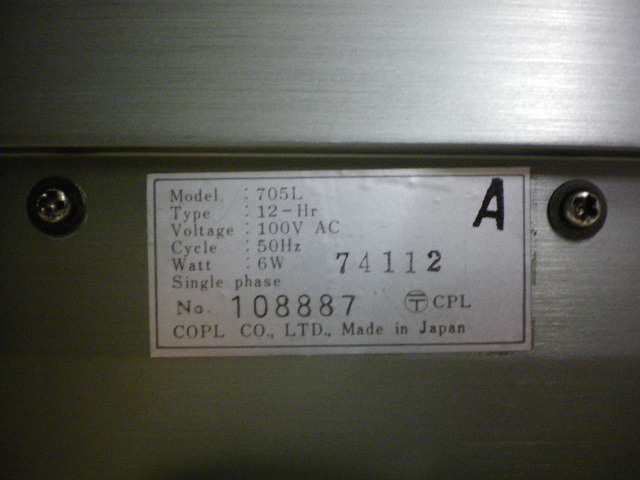 Model : 705L
A
Type : 12-Hr
Voltage : 100V AC
Cycle : 50Hz
Watt : 6W
74112
Single phase
No. 108887
〒 CPL
COPL CO., LTD., Made in Japan